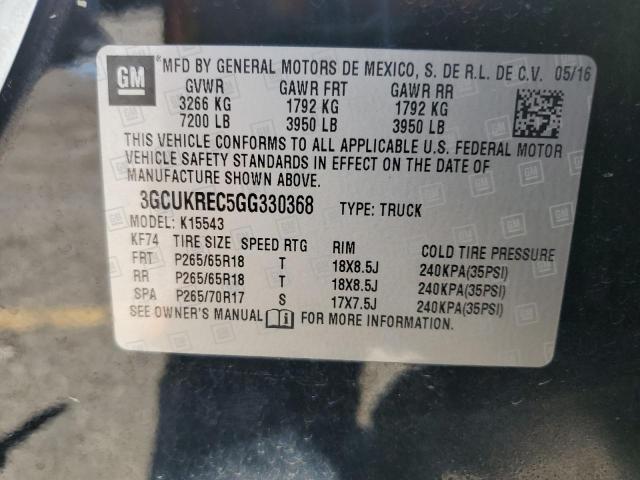 GM
®MFD BY GENERAL MOTORS DE MEXICO, S. DE R.L. DE C.V. 05/16
GVWR GAWR FRT GAWR RR
3266 KG 1792 KG 1792 KG
7200 LB 3950 LB 3950 LB
THIS VEHICLE CONFORMS TO ALL APPLICABLE U.S. FEDERAL MOTOR
VEHICLE SAFETY STANDARDS IN EFFECT ON THE DATE OF
MANUFACTURE SHOWN ABOVE.
3GCUKREC5GG330368 TYPE: TRUCK
MODEL: K15543
KF74 TIRE SIZE SPEED RTG RIM COLD TIRE PRESSURE
FRT P265/65R18 T 18X8.5J 240KPA(35PSI)
RR P265/65R18 T 18X8.5J 240KPA(35PSI)
SPA P265/70R17 S 17X7.5J 240KPA(35PSI)
SEE OWNER'S MANUAL FOR MORE INFORMATION.